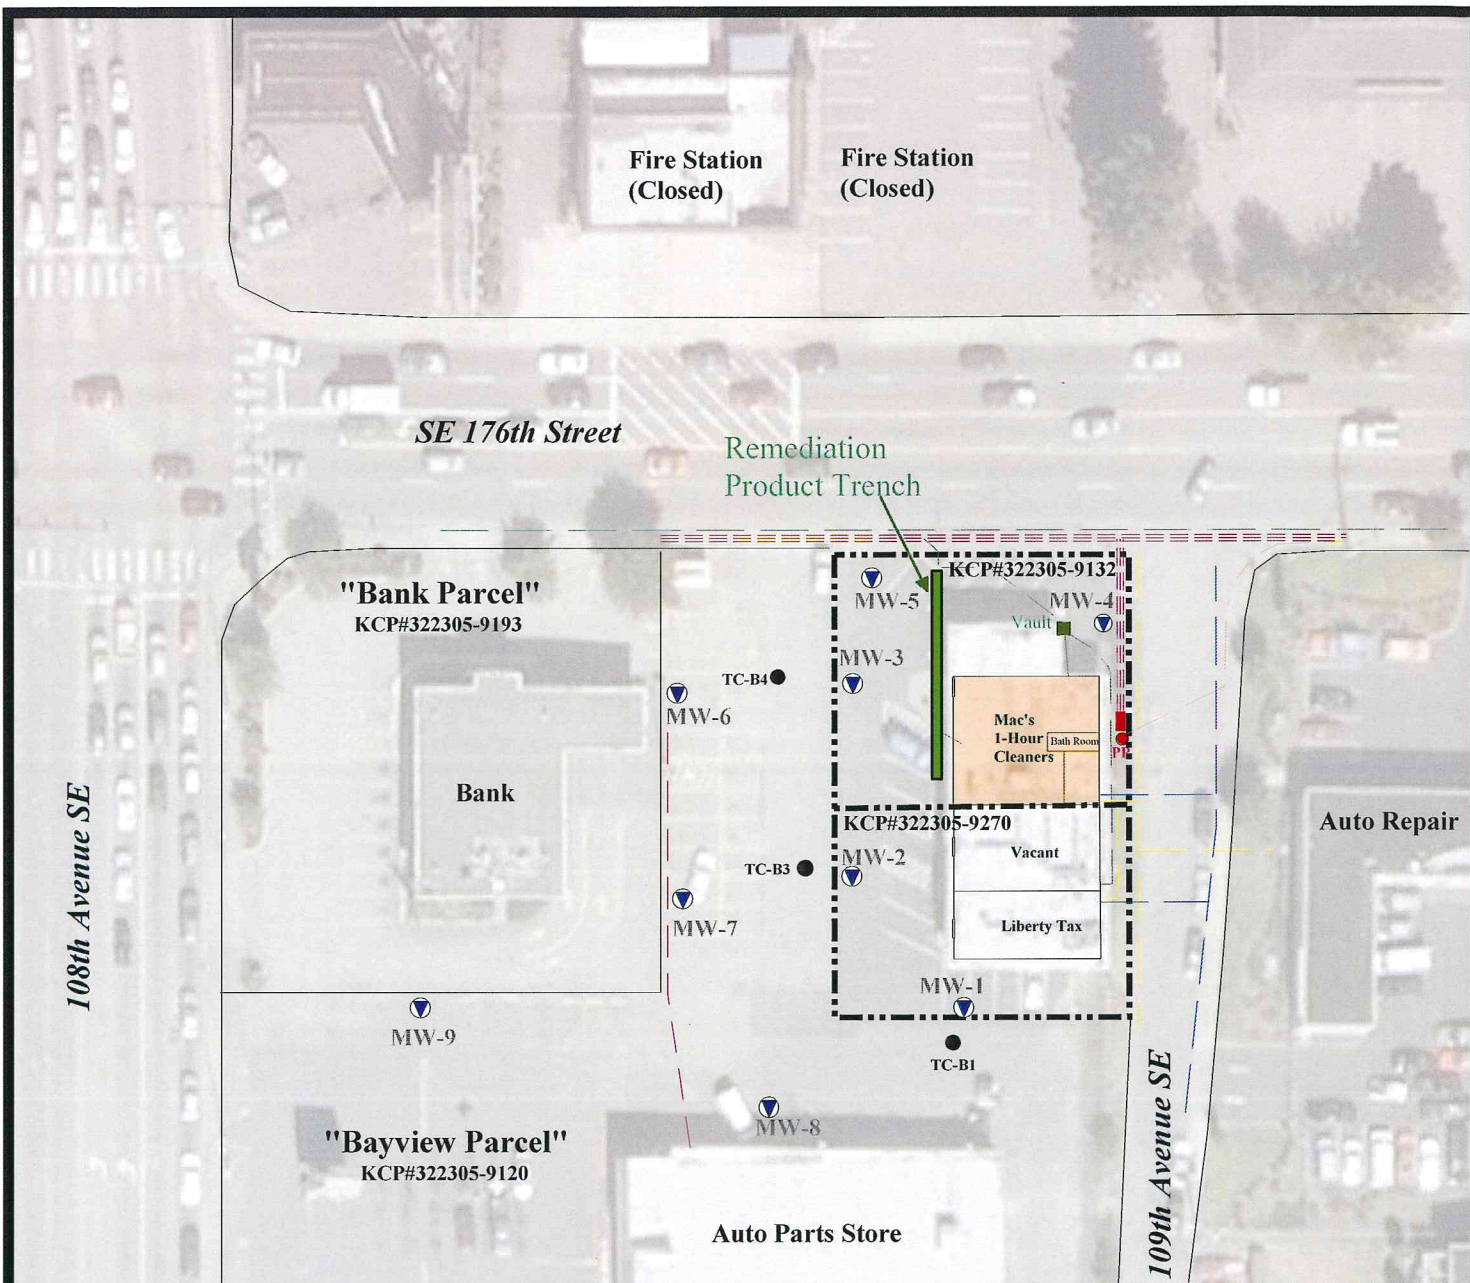 Fire Station
(Closed)
Fire Station
(Closed)
SE 176th Street
Remediation
Product Trench
"Bank Parcel"
KCP#322305-9193
KCP#322305-9132
MW-5
MW-4
Vault
MW-3
TC-B4
MW-6
Mac's
1-Hour
Cleaners
Bath Room
PP
Bank
108th Avenue SE
KCP#322305-9270
Auto Repair
MW-2
Vacant
TC-B3
MW-7
Liberty Tax
MW-1
MW-9
TC-B1
109th Avenue SE
MW-8
"Bayview Parcel"
KCP#322305-9120
Auto Parts Store